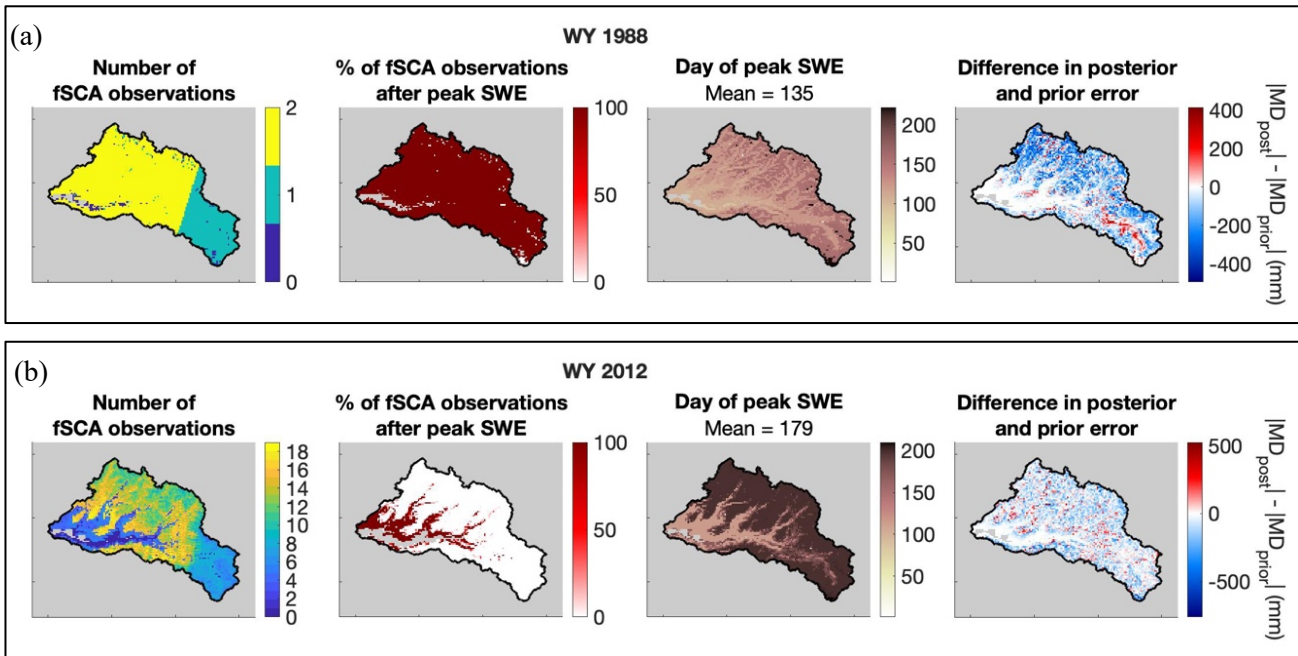 (a)
WY 1988
Number of
fSCA observations
2
1
0
% of fSCA observations
after peak SWE
100
50
0
Day of peak SWE
Mean = 135
200
150
100
50
Difference in posterior
and prior error
400
200
0
-200
-400
|MD_post| - |MD_prior| (mm)
(b)
WY 2012
Number of
fSCA observations
18
16
14
12
10
8
6
4
2
0
% of fSCA observations
after peak SWE
100
50
0
Day of peak SWE
Mean = 179
200
150
100
50
Difference in posterior
and prior error
500
0
-500
|MD_post| - |MD_prior| (mm)